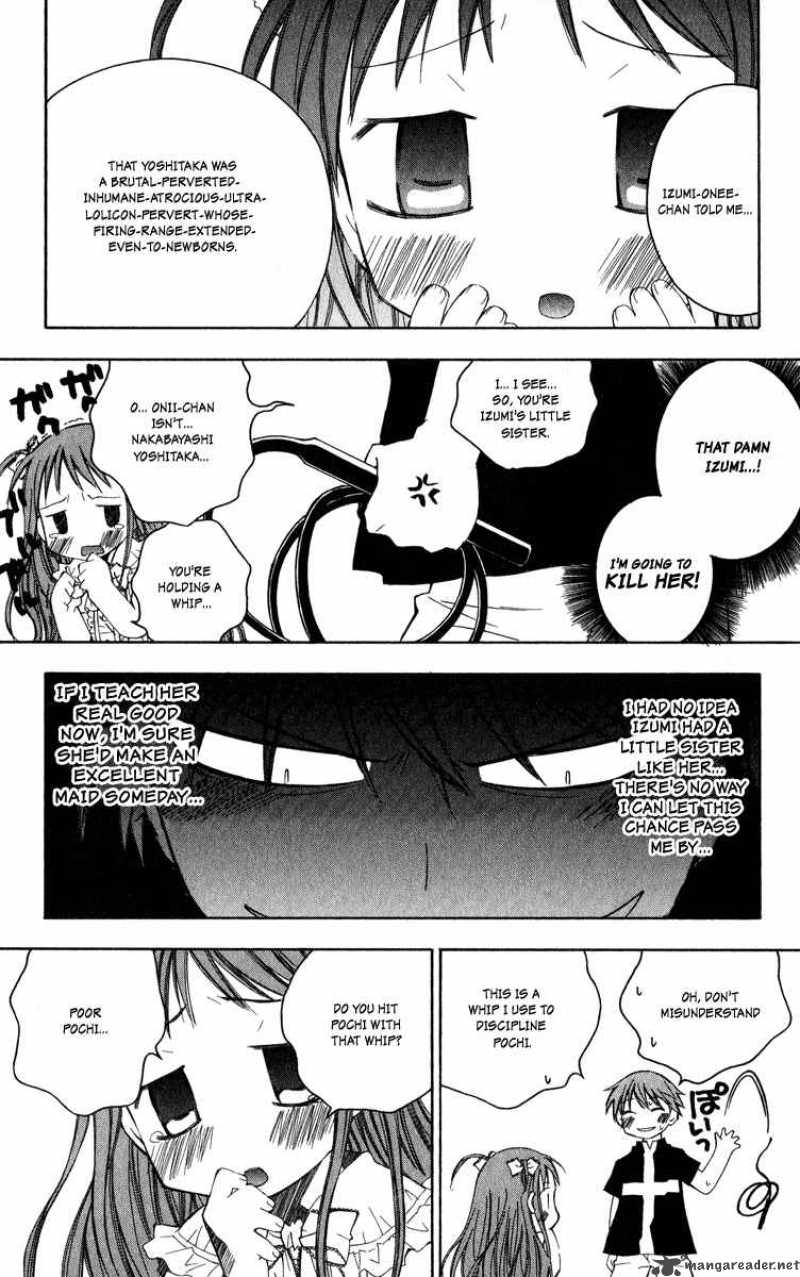 IZUMI-ONEE-
CHAN TOLD ME...
THAT YOSHITAKA WAS
A BRUTAL-PERVERTED-
INHUMANE-ATROCIOUS-ULTRA-
LOLICON-PERVERT-WHOSE-
FIRING-RANGE-EXTENDED-
EVEN-TO-NEWBORNS.
THAT DAMN
IZUMI...!
I'M GOING TO
KILL HER!
I... I SEE...
SO, YOU'RE
IZUMI'S LITTLE
SISTER.
O... ONII-CHAN
ISN'T...
NAKABAYASHI
YOSHITAKA...
YOU'RE
HOLDING A
WHIP...
ガガ
ガガ
I HAD NO IDEA
IZUMI HAD A
LITTLE SISTER
LIKE HER...
THERE'S NO WAY
I CAN LET THIS
CHANCE PASS
ME BY...
IF I TEACH HER
REAL GOOD
NOW, I'M SURE
SHE'D MAKE AN
EXCELLENT
MAID SOMEDAY...
OH, DON'T
MISUNDERSTAND
THIS IS A
WHIP I USE TO
DISCIPLINE
POCHI.
ぽいっ
DO YOU HIT
POCHI WITH
THAT WHIP?
POOR
POCHI...
mangareader.net